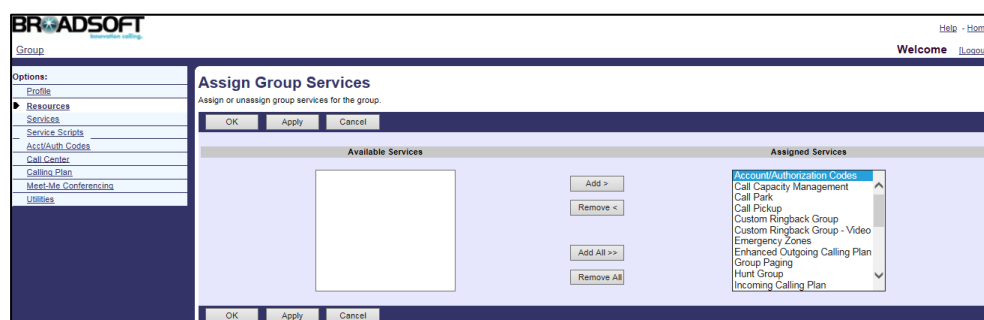 BROADSOFT
innovation calling.
Help - Hom
Group
Welcome [Logou
Options:
Profile
Resources
Services
Service Scripts
Acct/Auth Codes
Call Center
Calling Plan
Meet-Me Conferencing
Utilities
Assign Group Services
Assign or unassign group services for the group.
OK Apply Cancel
Available Services Assigned Services
Add >
Remove <
Add All >>
Remove All
Account/Authorization Codes
Call Capacity Management
Call Park
Call Pickup
Custom Ringback Group
Custom Ringback Group - Video
Emergency Zones
Enhanced Outgoing Calling Plan
Group Paging
Hunt Group
Incoming Calling Plan
OK Apply Cancel